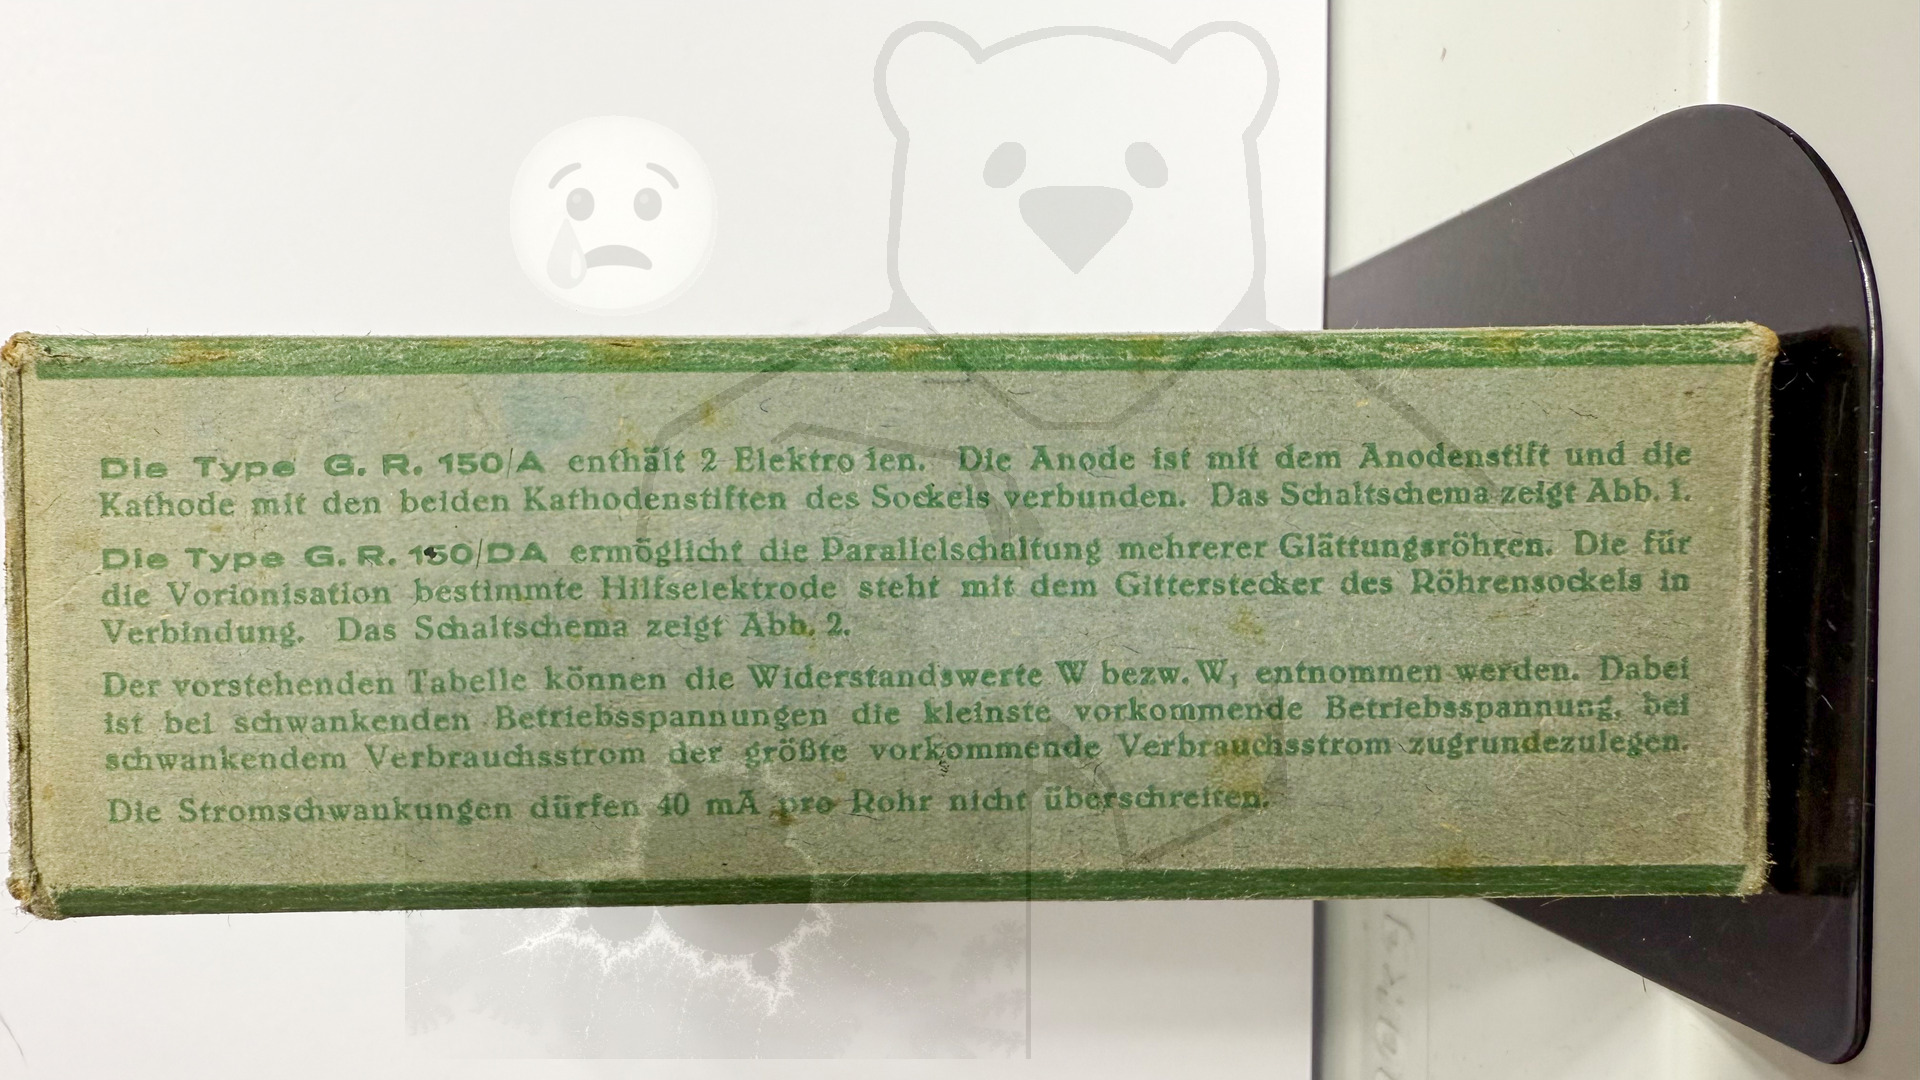 Die Type G. R. 150/A enthält 2 Elektroden. Die Anode ist mit dem Anodenstift und die
Kathode mit den beiden Kathodenstiften des Sockels verbunden. Das Schaltschema zeigt Abb. 1.
Die Type G. R. 150/DA ermöglicht die Parallelschaltung mehrerer Glättungsröhren. Die für
die Vorionisation bestimmte Hilfselektrode steht mit dem Gitterstecker des Röhrensockels in
Verbindung. Das Schaltschema zeigt Abb. 2.
Der vorstehenden Tabelle können die Widerstandswerte W bezw. W₁ entnommen werden. Dabei
ist bei schwankenden Betriebsspannungen die kleinste vorkommende Betriebsspannung, bei
schwankendem Verbrauchsstrom der größte vorkommende Verbrauchsstrom zugrundezulegen.
Die Stromschwankungen dürfen 40 mA pro Rohr nicht überschreiten.